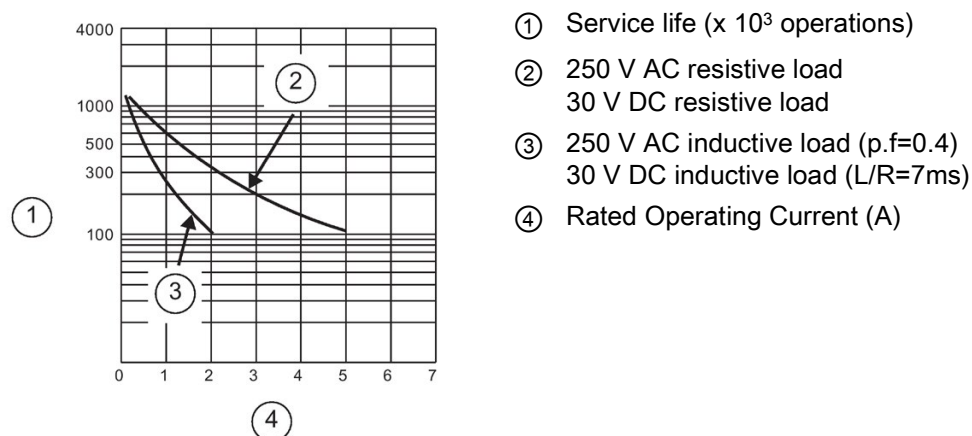 4000
1000
500
300
100
0 1 2 3 4 5 6 7
①
②
③
④
① Service life (x 10³ operations)
② 250 V AC resistive load
30 V DC resistive load
③ 250 V AC inductive load (p.f=0.4)
30 V DC inductive load (L/R=7ms)
④ Rated Operating Current (A)